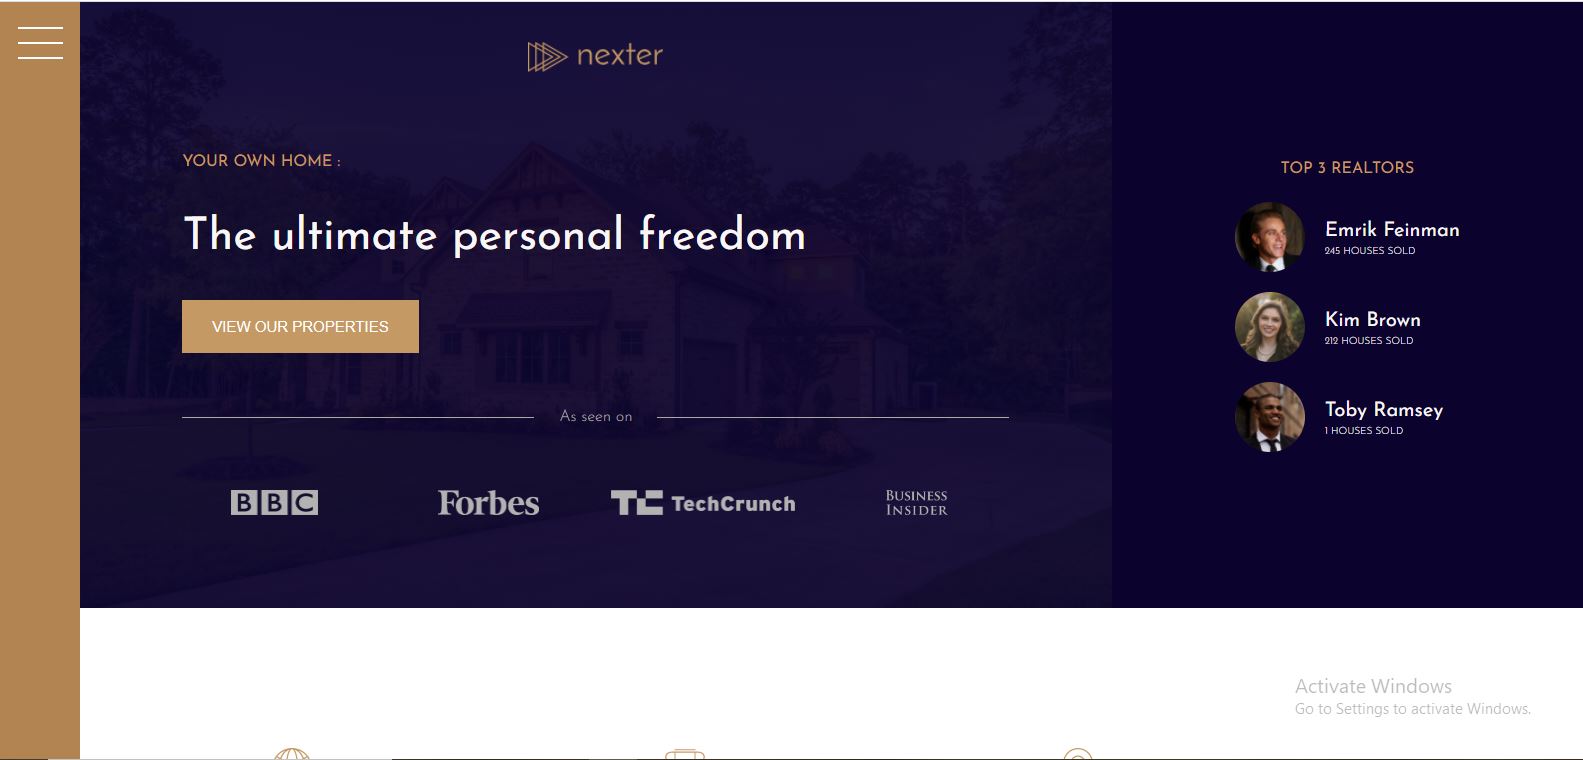 nexter
YOUR OWN HOME :
The ultimate personal freedom
VIEW OUR PROPERTIES
As seen on
BBC
Forbes
TC TechCrunch
BUSINESS
INSIDER
TOP 3 REALTORS
Emrik Feinman
245 HOUSES SOLD
Kim Brown
212 HOUSES SOLD
Toby Ramsey
1 HOUSES SOLD
Activate Windows
Go to Settings to activate Windows.